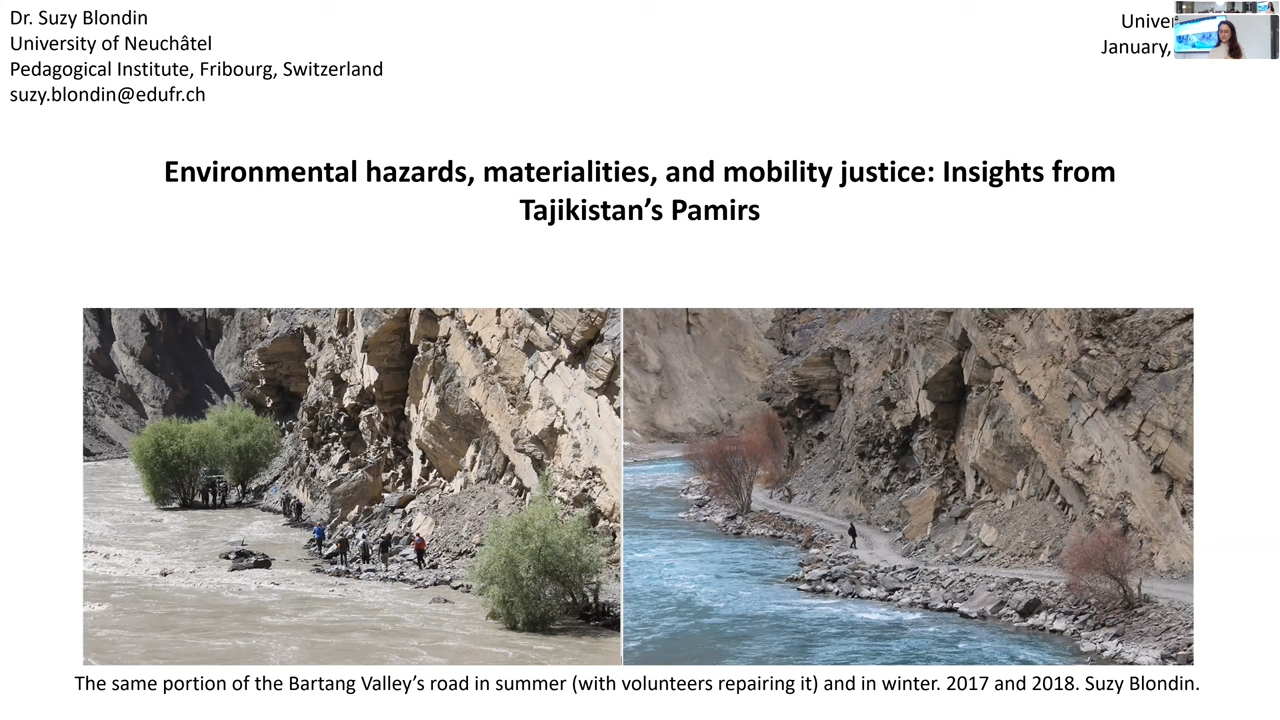 Dr. Suzy Blondin
University of Neuchâtel
Pedagogical Institute, Fribourg, Switzerland
suzy.blondin@edufr.ch
January,
Environmental hazards, materialities, and mobility justice: Insights from
Tajikistan's Pamirs
The same portion of the Bartang Valley's road in summer (with volunteers repairing it) and in winter. 2017 and 2018. Suzy Blondin.